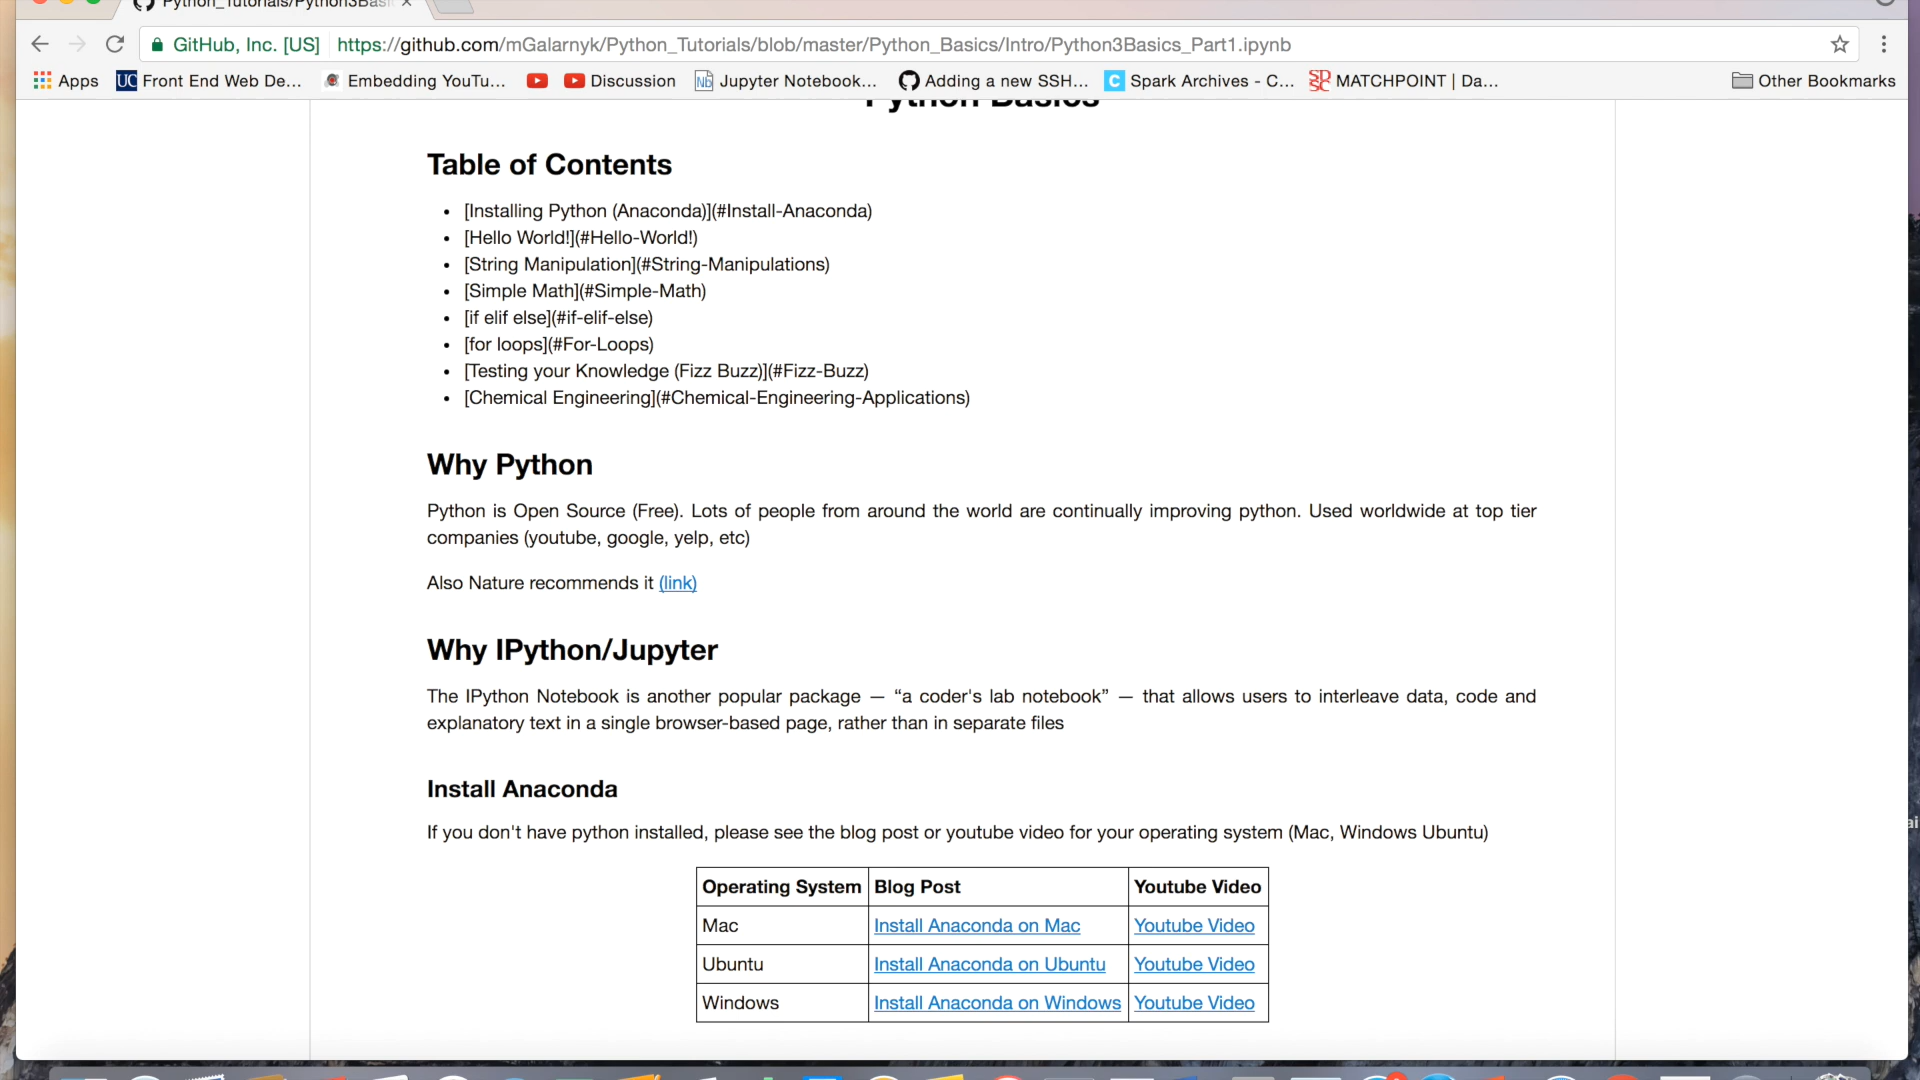 Python_Tutorials/Python3Basic
GitHub, Inc. [US] https://github.com/mGalarnyk/Python_Tutorials/blob/master/Python_Basics/Intro/Python3Basics_Part1.ipynb
Apps UC Front End Web De... Embedding YouTu... Discussion Nb Jupyter Notebook... Adding a new SSH... C Spark Archives - C... MATCHPOINT | Da... Other Bookmarks
Python Basics
Table of Contents
• [Installing Python (Anaconda)](#Install-Anaconda)
• [Hello World!](#Hello-World!)
• [String Manipulation](#String-Manipulations)
• [Simple Math](#Simple-Math)
• [if elif else](#if-elif-else)
• [for loops](#For-Loops)
• [Testing your Knowledge (Fizz Buzz)](#Fizz-Buzz)
• [Chemical Engineering](#Chemical-Engineering-Applications)
Why Python
Python is Open Source (Free). Lots of people from around the world are continually improving python. Used worldwide at top tier
companies (youtube, google, yelp, etc)
Also Nature recommends it (link)
Why IPython/Jupyter
The IPython Notebook is another popular package — “a coder's lab notebook” — that allows users to interleave data, code and
explanatory text in a single browser-based page, rather than in separate files
Install Anaconda
If you don't have python installed, please see the blog post or youtube video for your operating system (Mac, Windows Ubuntu)
Operating System Blog Post Youtube Video
Mac Install Anaconda on Mac Youtube Video
Ubuntu Install Anaconda on Ubuntu Youtube Video
Windows Install Anaconda on Windows Youtube Video